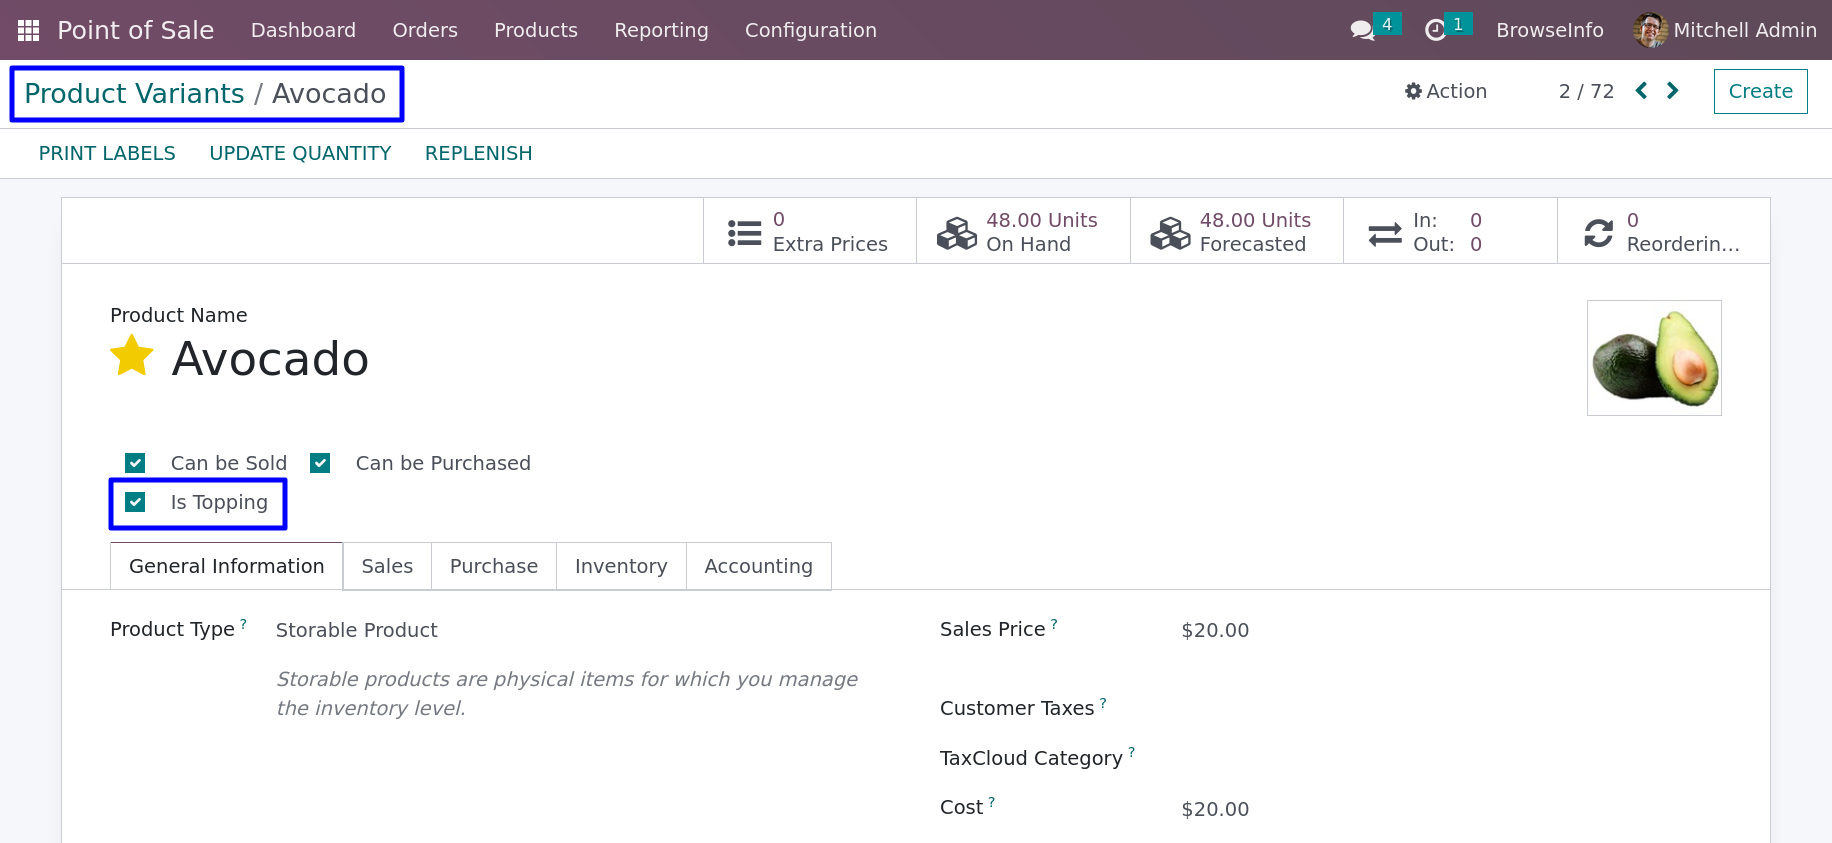 Point of Sale Dashboard Orders Products Reporting Configuration 4 1 BrowseInfo Mitchell Admin
Product Variants / Avocado Action 2 / 72 Create
PRINT LABELS UPDATE QUANTITY REPLENISH
0 48.00 Units 48.00 Units In: 0 0
Extra Prices On Hand Forecasted Out: 0 Reorderin...
Product Name
Avocado
Can be Sold Can be Purchased
Is Topping
General Information Sales Purchase Inventory Accounting
Product Type ? Storable Product Sales Price ? $20.00
Storable products are physical items for which you manage
the inventory level.
Customer Taxes ?
TaxCloud Category ?
Cost ? $20.00